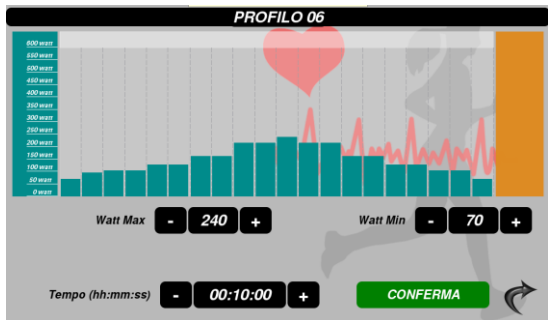 PROFILO 06
600 watt
550 watt
500 watt
450 watt
400 watt
350 watt
300 watt
250 watt
200 watt
150 watt
100 watt
50 watt
0 watt
Watt Max - 240 + Watt Min - 70 +
Tempo (hh:mm:ss) - 00:10:00 + CONFERMA